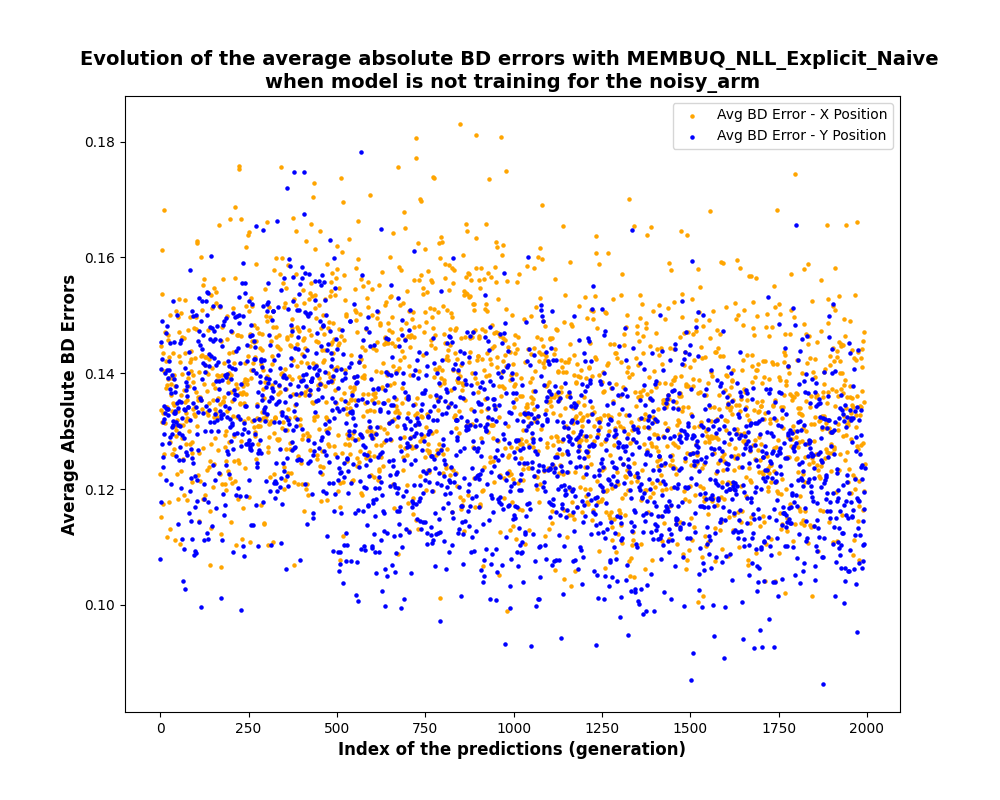 Evolution of the average absolute BD errors with MEMBUQ_NLL_Explicit_Naive
when model is not training for the noisy_arm
Avg BD Error - X Position
Avg BD Error - Y Position
Average Absolute BD Errors
0.18
0.16
0.14
0.12
0.10
0 250 500 750 1000 1250 1500 1750 2000
Index of the predictions (generation)